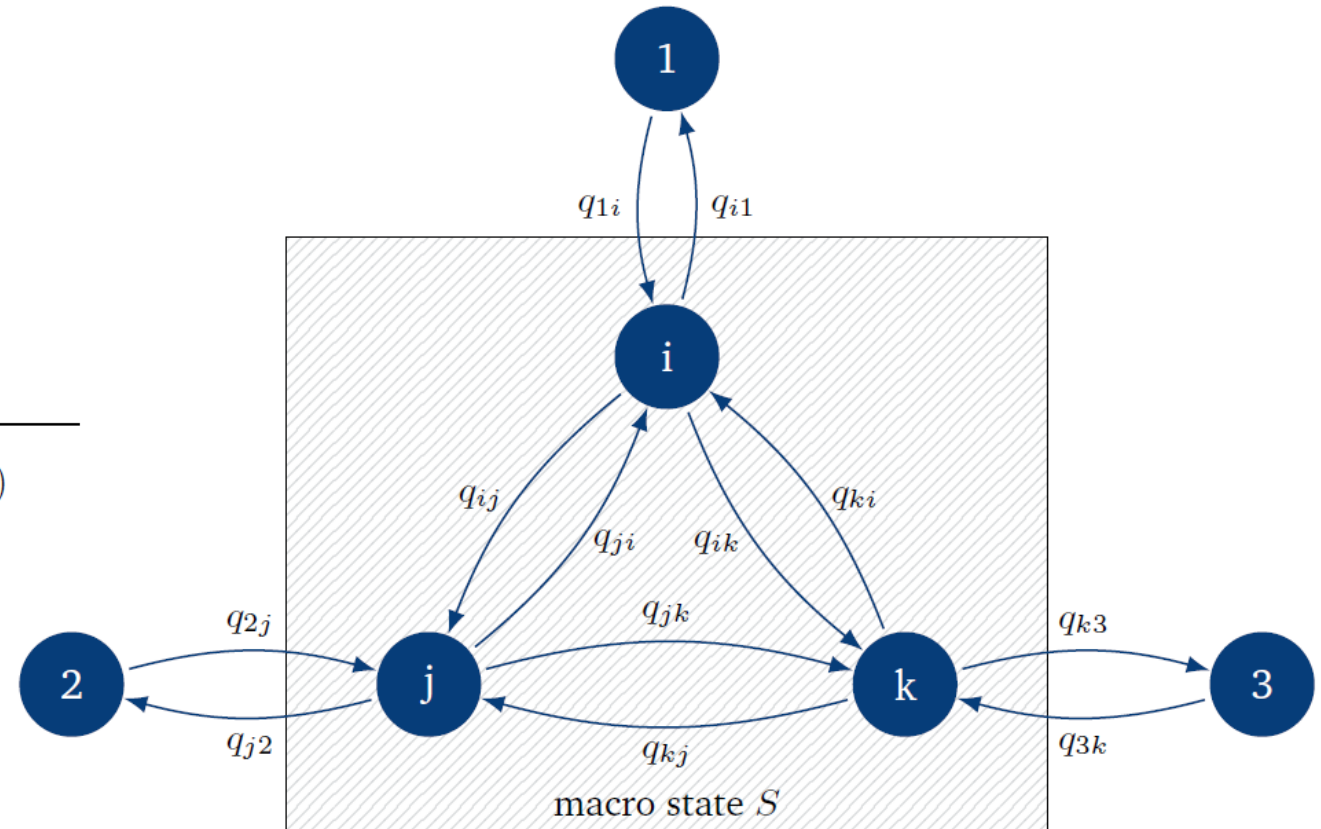 1
q1i
qi1
i
)
qij
qki
qji
qik
q2j
qjk
qk3
2
j
k
3
qj2
qkj
q3k
macro state S